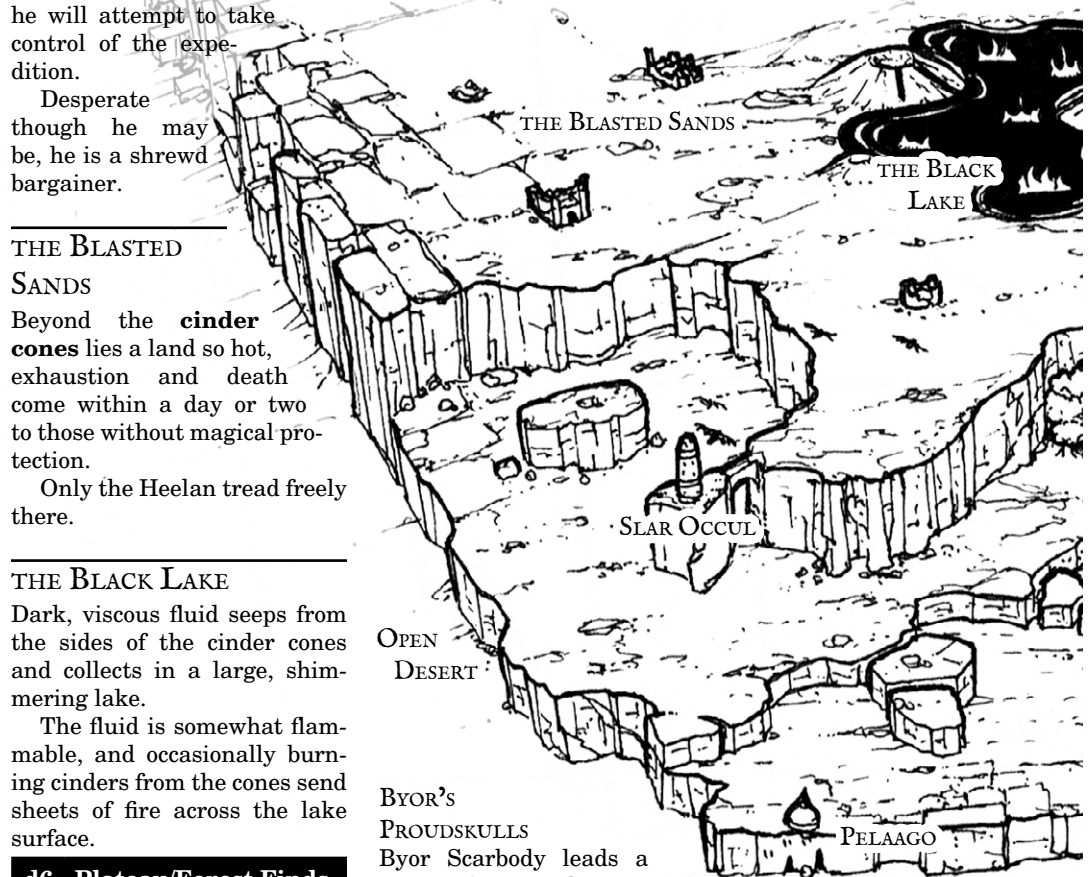 he will attempt to take
control of the expe-
dition.
Desperate
though he may
be, he is a shrewd
bargainer.
THE BLASTED
SANDS
Beyond the cinder
cones lies a land so hot,
exhaustion and death
come within a day or two
to those without magical pro-
tection.
Only the Heelan tread freely
there.
THE BLACK LAKE
Dark, viscous fluid seeps from
the sides of the cinder cones
and collects in a large, shim-
mering lake.
The fluid is somewhat flam-
mable, and occasionally burn-
ing cinders from the cones send
sheets of fire across the lake
surface.
d6 Plateau/Forest Finds
THE BLASTED SANDS
THE BLACK
LAKE
SLAR OCCUL
OPEN
DESERT
PELAAGO
BYOR'S
PROUDSKULLS
Byor Scarbody leads a